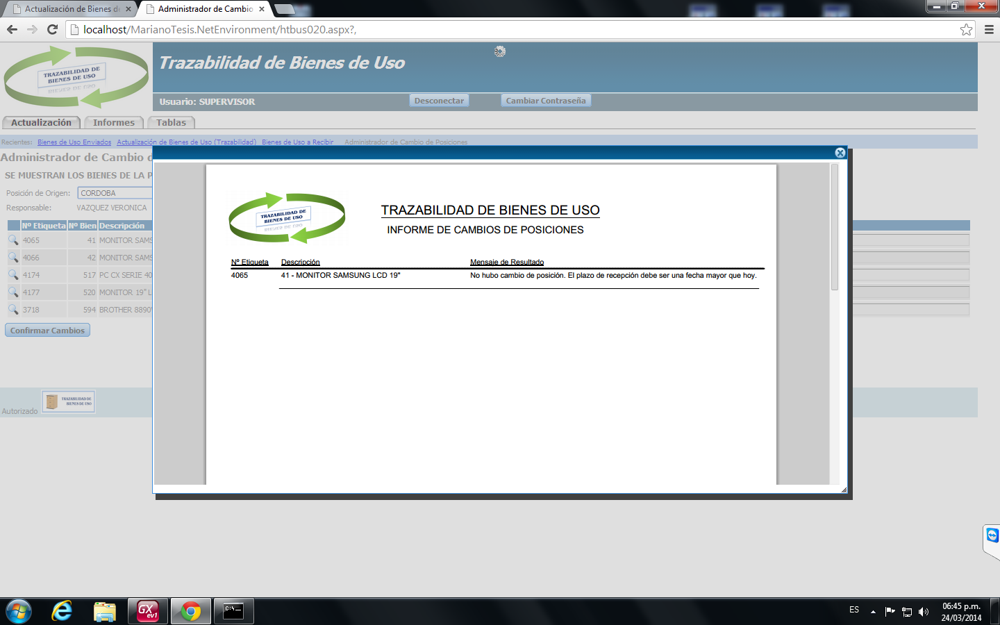 Actualización de Bienes de
Administrador de Cambio
localhost/MarianoTesis.NetEnvironment/htbus020.aspx?,
TRAZABILIDAD DE
BIENES DE USO
Trazabilidad de Bienes de Uso
Usuario: SUPERVISOR
Desconectar
Cambiar Contraseña
Actualización
Informes
Tablas
Recientes: Bienes de Uso Enviados Actualización de Bienes de Uso (Trazabilidad) Bienes de Uso a Recibir Administrador de Cambio de Posiciones
Administrador de Cambio d
SE MUESTRAN LOS BIENES DE LA P
Posición de Origen: CORDOBA
Responsable: VAZQUEZ VERONICA
Nº Etiqueta Nº Bien Descripción
4065 41 MONITOR SAMS
4066 42 MONITOR SAMS
4174 517 PC CX SERIE 40
4177 520 MONITOR 19" L
3718 594 BROTHER 8890
Confirmar Cambios
Autorizado
TRAZABILIDAD DE
BIENES DE USO
TRAZABILIDAD DE
BIENES DE USO
TRAZABILIDAD DE BIENES DE USO
INFORME DE CAMBIOS DE POSICIONES
Nº Etiqueta Descripción Mensaje de Resultado
4065 41 - MONITOR SAMSUNG LCD 19" No hubo cambio de posición. El plazo de recepción debe ser una fecha mayor que hoy.
GX
ev1
C:\
ES
06:45 p.m.
24/03/2014